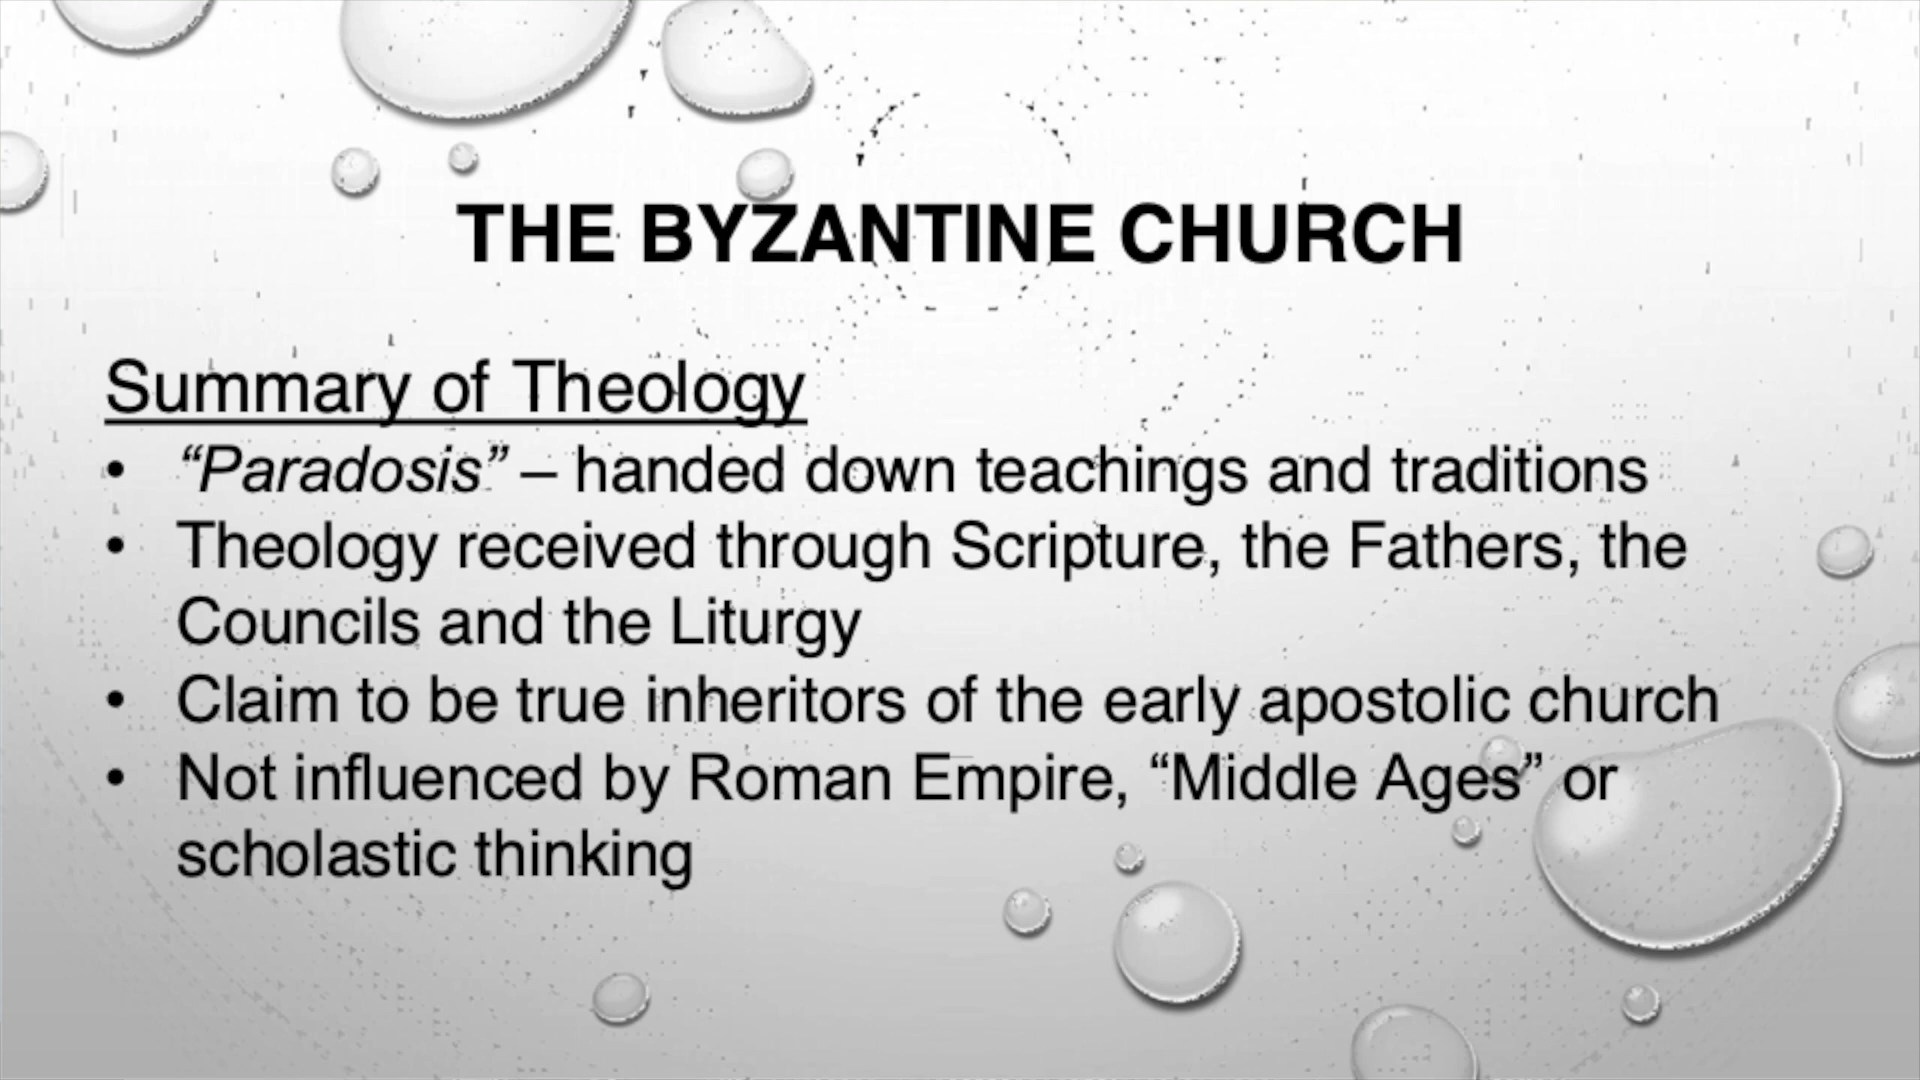 THE BYZANTINE CHURCH
Summary of Theology
• “Paradosis” – handed down teachings and traditions
• Theology received through Scripture, the Fathers, the
Councils and the Liturgy
• Claim to be true inheritors of the early apostolic church
• Not influenced by Roman Empire, “Middle Ages” or
scholastic thinking